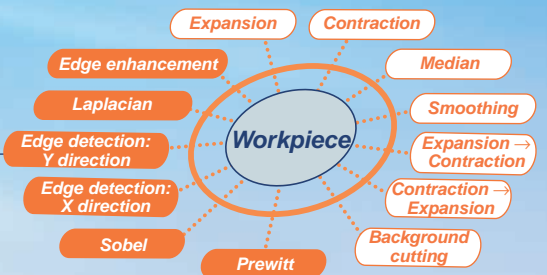 Expansion
Contraction
Edge enhancement
Median
Laplacian
Smoothing
Workpiece
Edge detection:
Y direction
Expansion →
Contraction
Edge detection:
X direction
Contraction →
Expansion
Sobel
Background
cutting
Prewitt